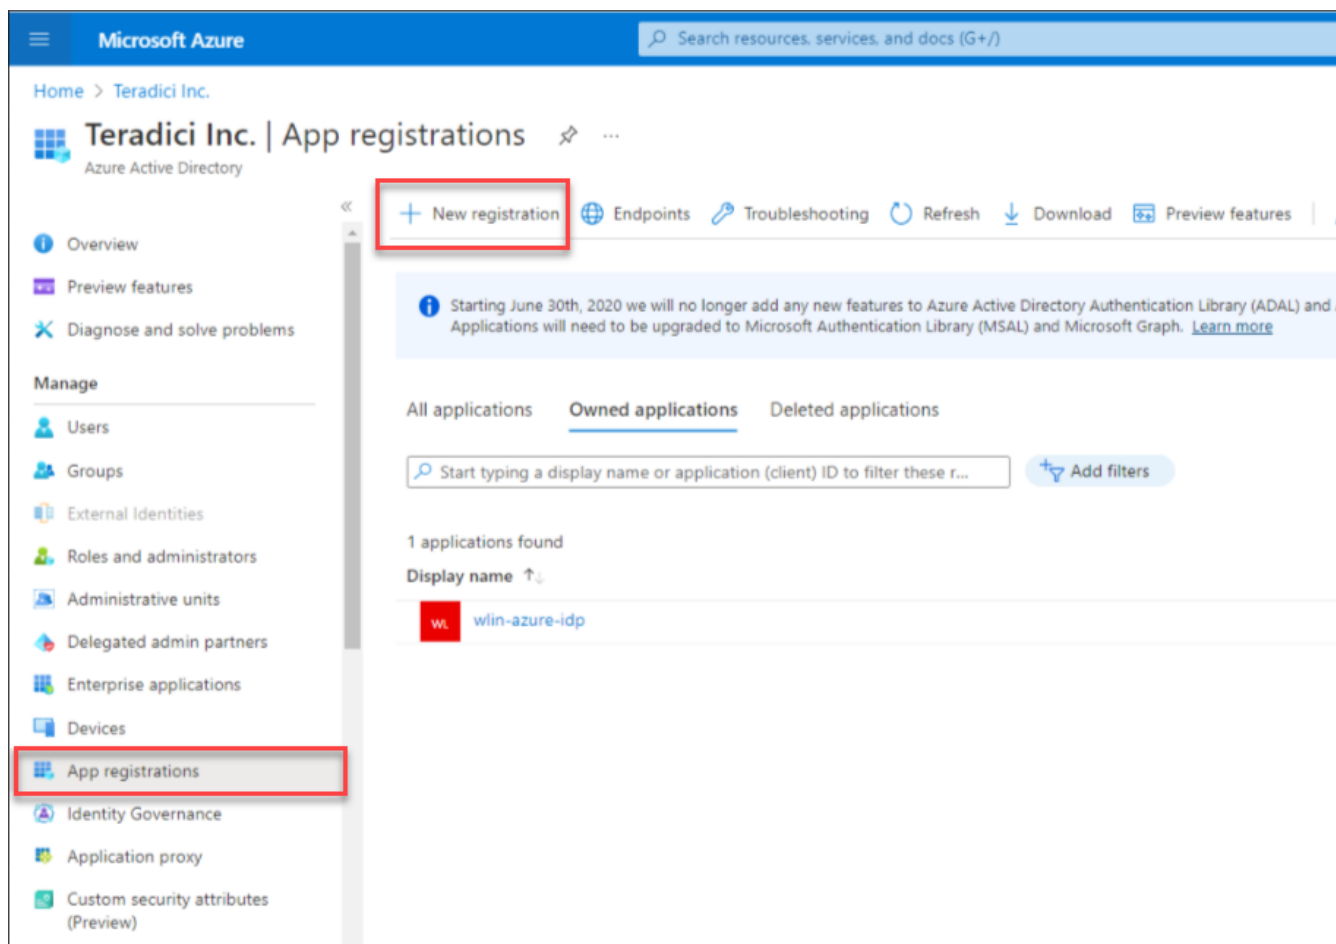 Microsoft Azure
Search resources, services, and docs (G+/)
Home > Teradici Inc.
Teradici Inc. | App registrations
Azure Active Directory
New registration
Endpoints
Troubleshooting
Refresh
Download
Preview features
Overview
Preview features
Diagnose and solve problems
Manage
Users
Groups
External Identities
Roles and administrators
Administrative units
Delegated admin partners
Enterprise applications
Devices
App registrations
Identity Governance
Application proxy
Custom security attributes
(Preview)
Starting June 30th, 2020 we will no longer add any new features to Azure Active Directory Authentication Library (ADAL) and
Applications will need to be upgraded to Microsoft Authentication Library (MSAL) and Microsoft Graph. Learn more
All applications
Owned applications
Deleted applications
Start typing a display name or application (client) ID to filter these r...
Add filters
1 applications found
Display name
WL
wlin-azure-idp